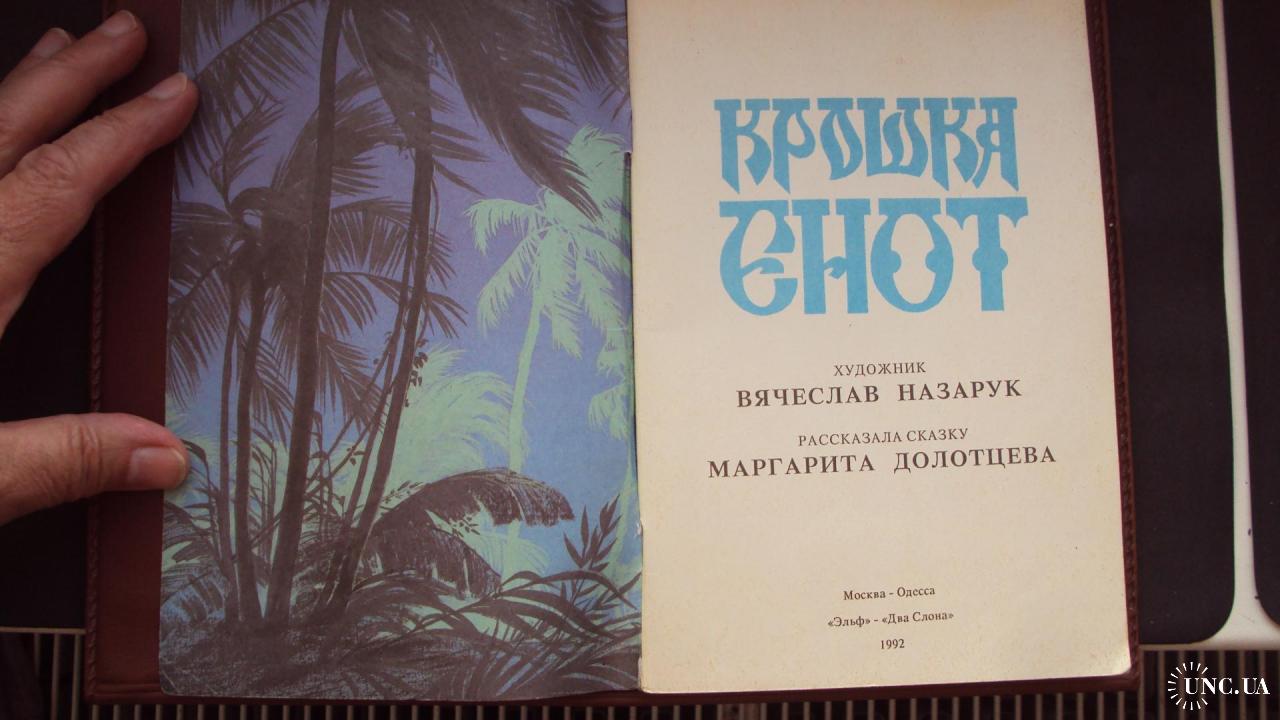 КРОШКА
ЕНОТ
ХУДОЖНИК
ВЯЧЕСЛАВ НАЗАРУК
РАССКАЗАЛА СКАЗКУ
МАРГАРИТА ДОЛОТЦЕВА
Москва - Одесса
«Эльф» - «Два Слона»
1992
UNC.UA